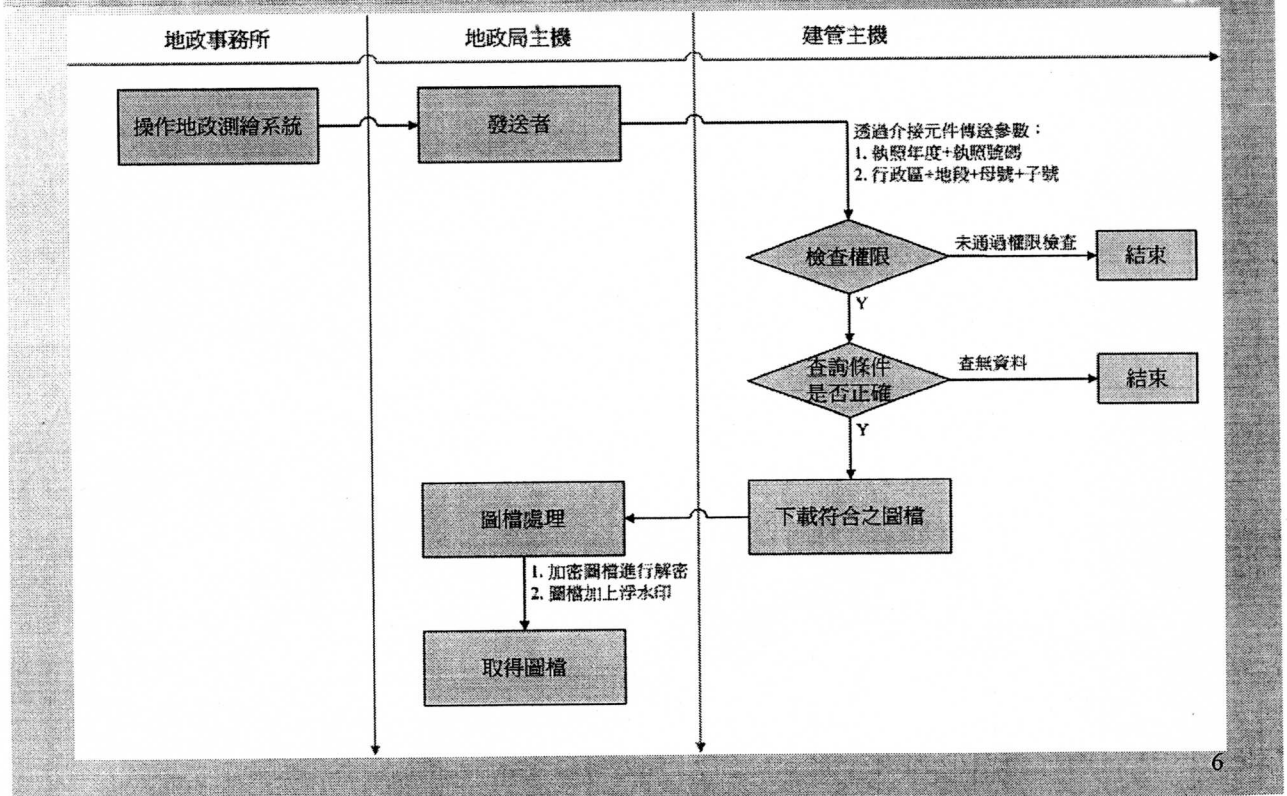 地政事務所
地政局主機
建管主機
操作地政測繪系統
發送者
透過介接元件傳送參數：
1. 執照年度+執照號碼
2. 行政區+地段+母號+子號
檢查權限
未通過權限檢查
結束
Y
查詢條件
是否正確
查無資料
結束
Y
圖檔處理
下載符合之圖檔
1. 加密圖檔進行解密
2. 圖檔加上浮水印
取得圖檔
6